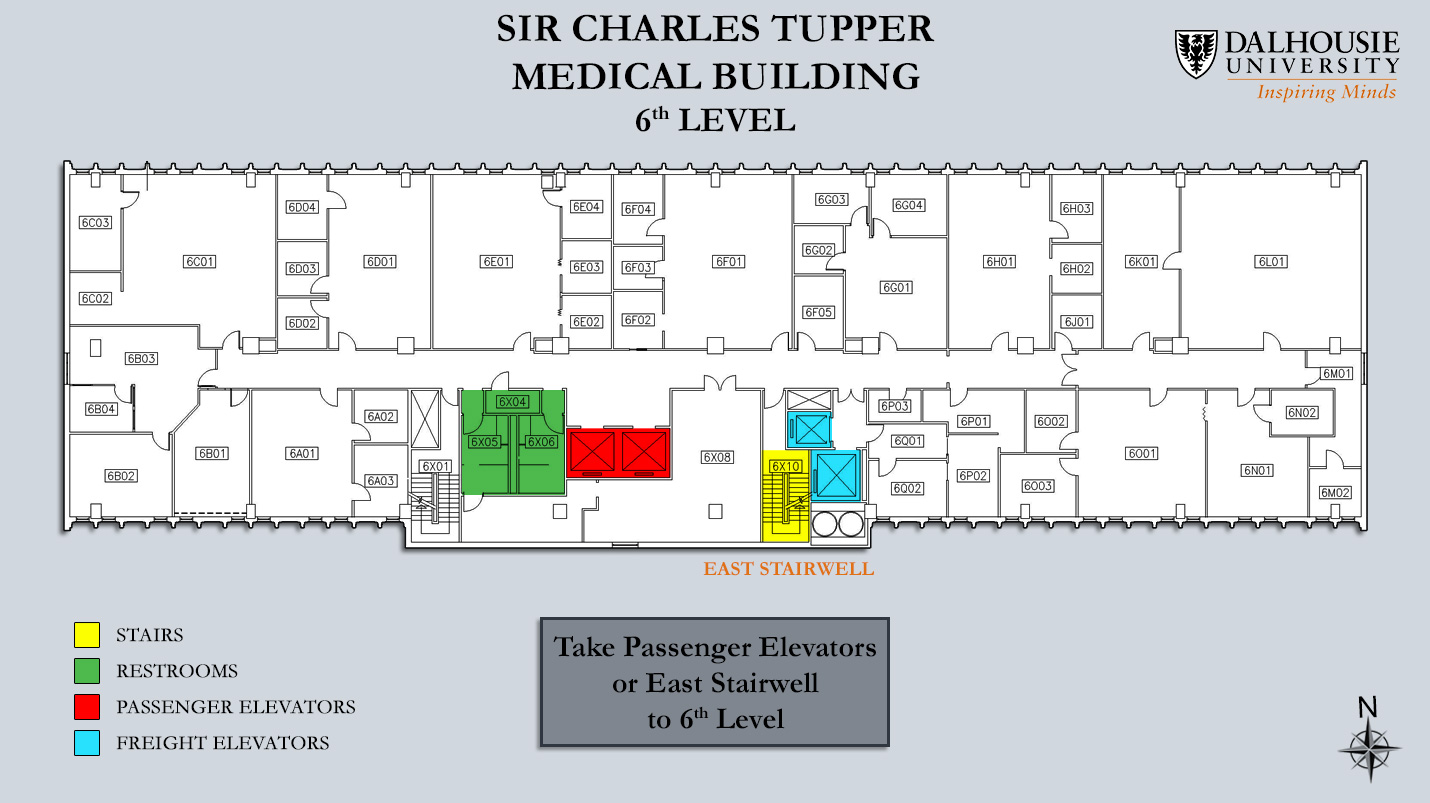 SIR CHARLES TUPPER
MEDICAL BUILDING
6th LEVEL
DALHOUSIE
UNIVERSITY
Inspiring Minds
6C03
6C01
6C02
6D04
6D03
6D02
6D01
6E01
6E04
6E03
6E02
6F04
6F03
6F02
6F01
6G03
6G04
6G02
6G01
6F05
6H01
6H03
6H02
6J01
6K01
6L01
6B03
6B04
6B02
6B01
6A01
6A02
6A03
6X01
6X04
6X05
6X06
6X08
6X10
6P03
6Q01
6Q02
6P01
6P02
6O02
6O03
6O01
6N01
6N02
6M01
6M02
EAST STAIRWELL
STAIRS
RESTROOMS
PASSENGER ELEVATORS
FREIGHT ELEVATORS
Take Passenger Elevators
or East Stairwell
to 6th Level
N